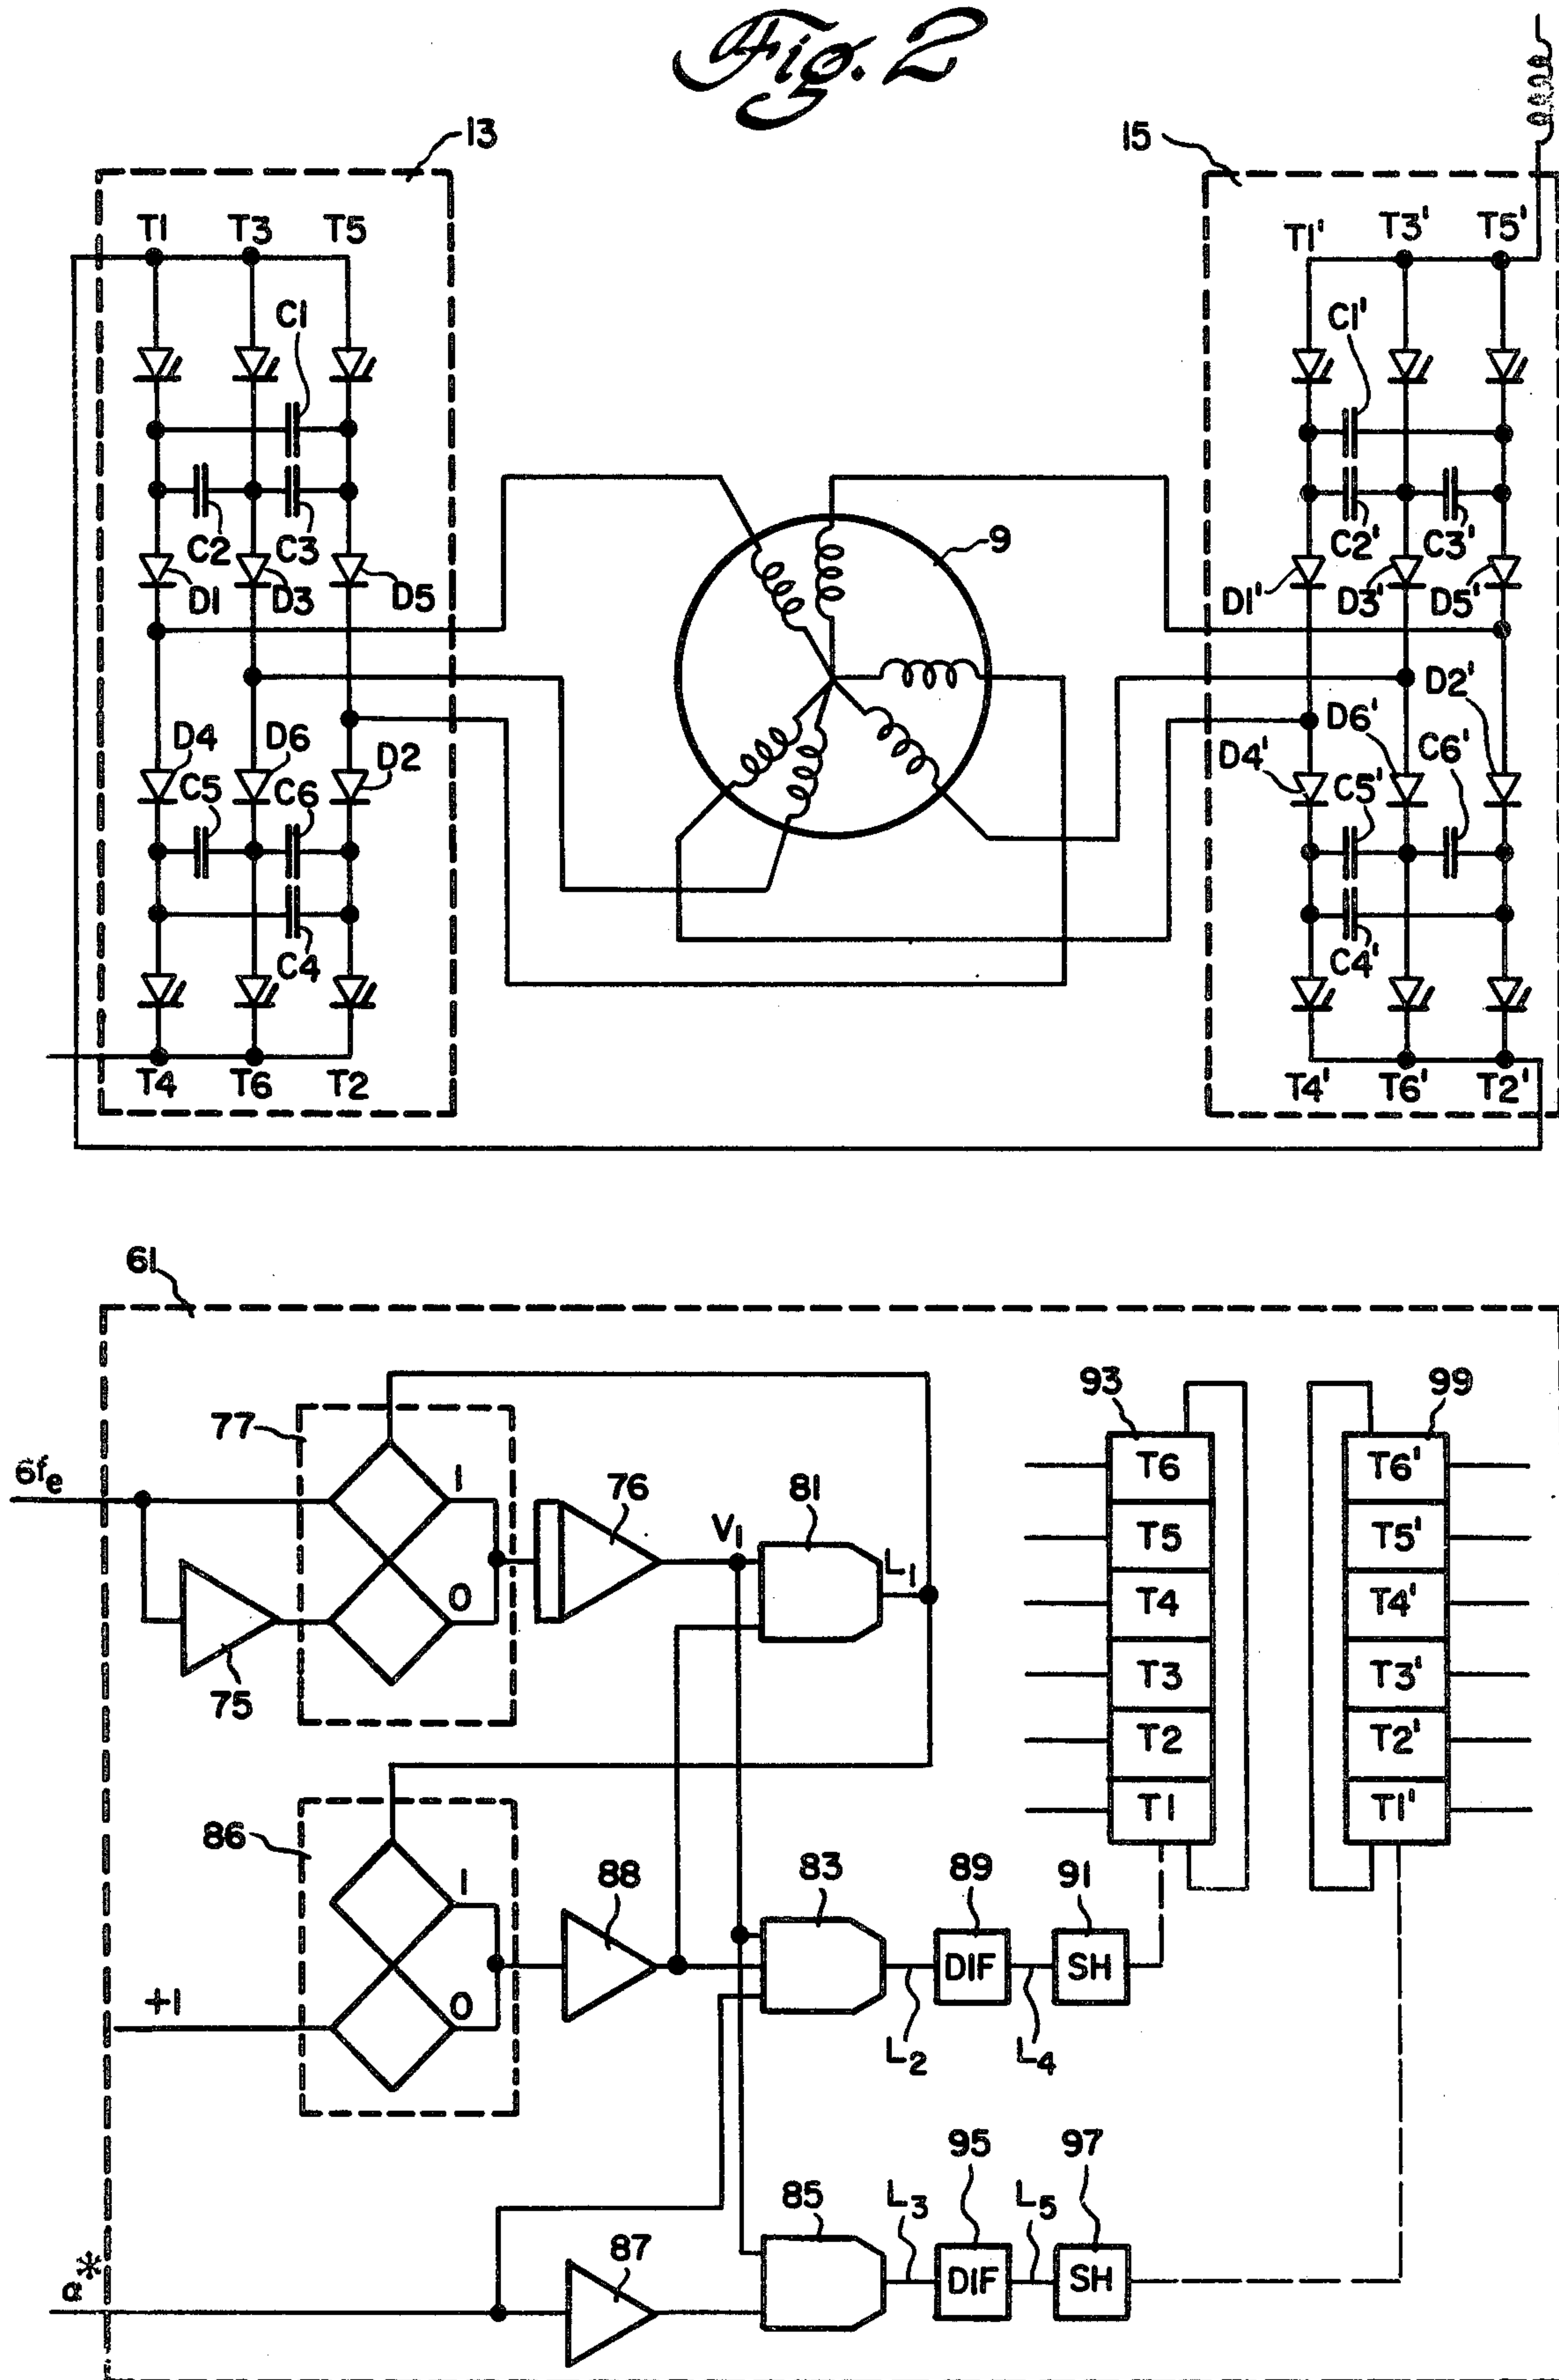 Fig. 2
13
15
T1 T3 T5
T1' T3' T5'
C1
C1'
C2 C3
C2' C3'
9
D1 D3 D5
D1' D3' D5'
D4 D6 D2
D4' D6' D2'
C5 C6
C5' C6'
C4
C4'
T4 T6 T2
T4' T6' T2'
61
77
6fe
1
0
75
76
V1
81
L1
93
T6
T5
T4
T3
T2
T1
99
T6'
T5'
T4'
T3'
T2'
T1'
86
1
0
+1
88
83
89
DIF
91
SH
L2
L4
85
L3
95
DIF
L5
97
SH
a*
87